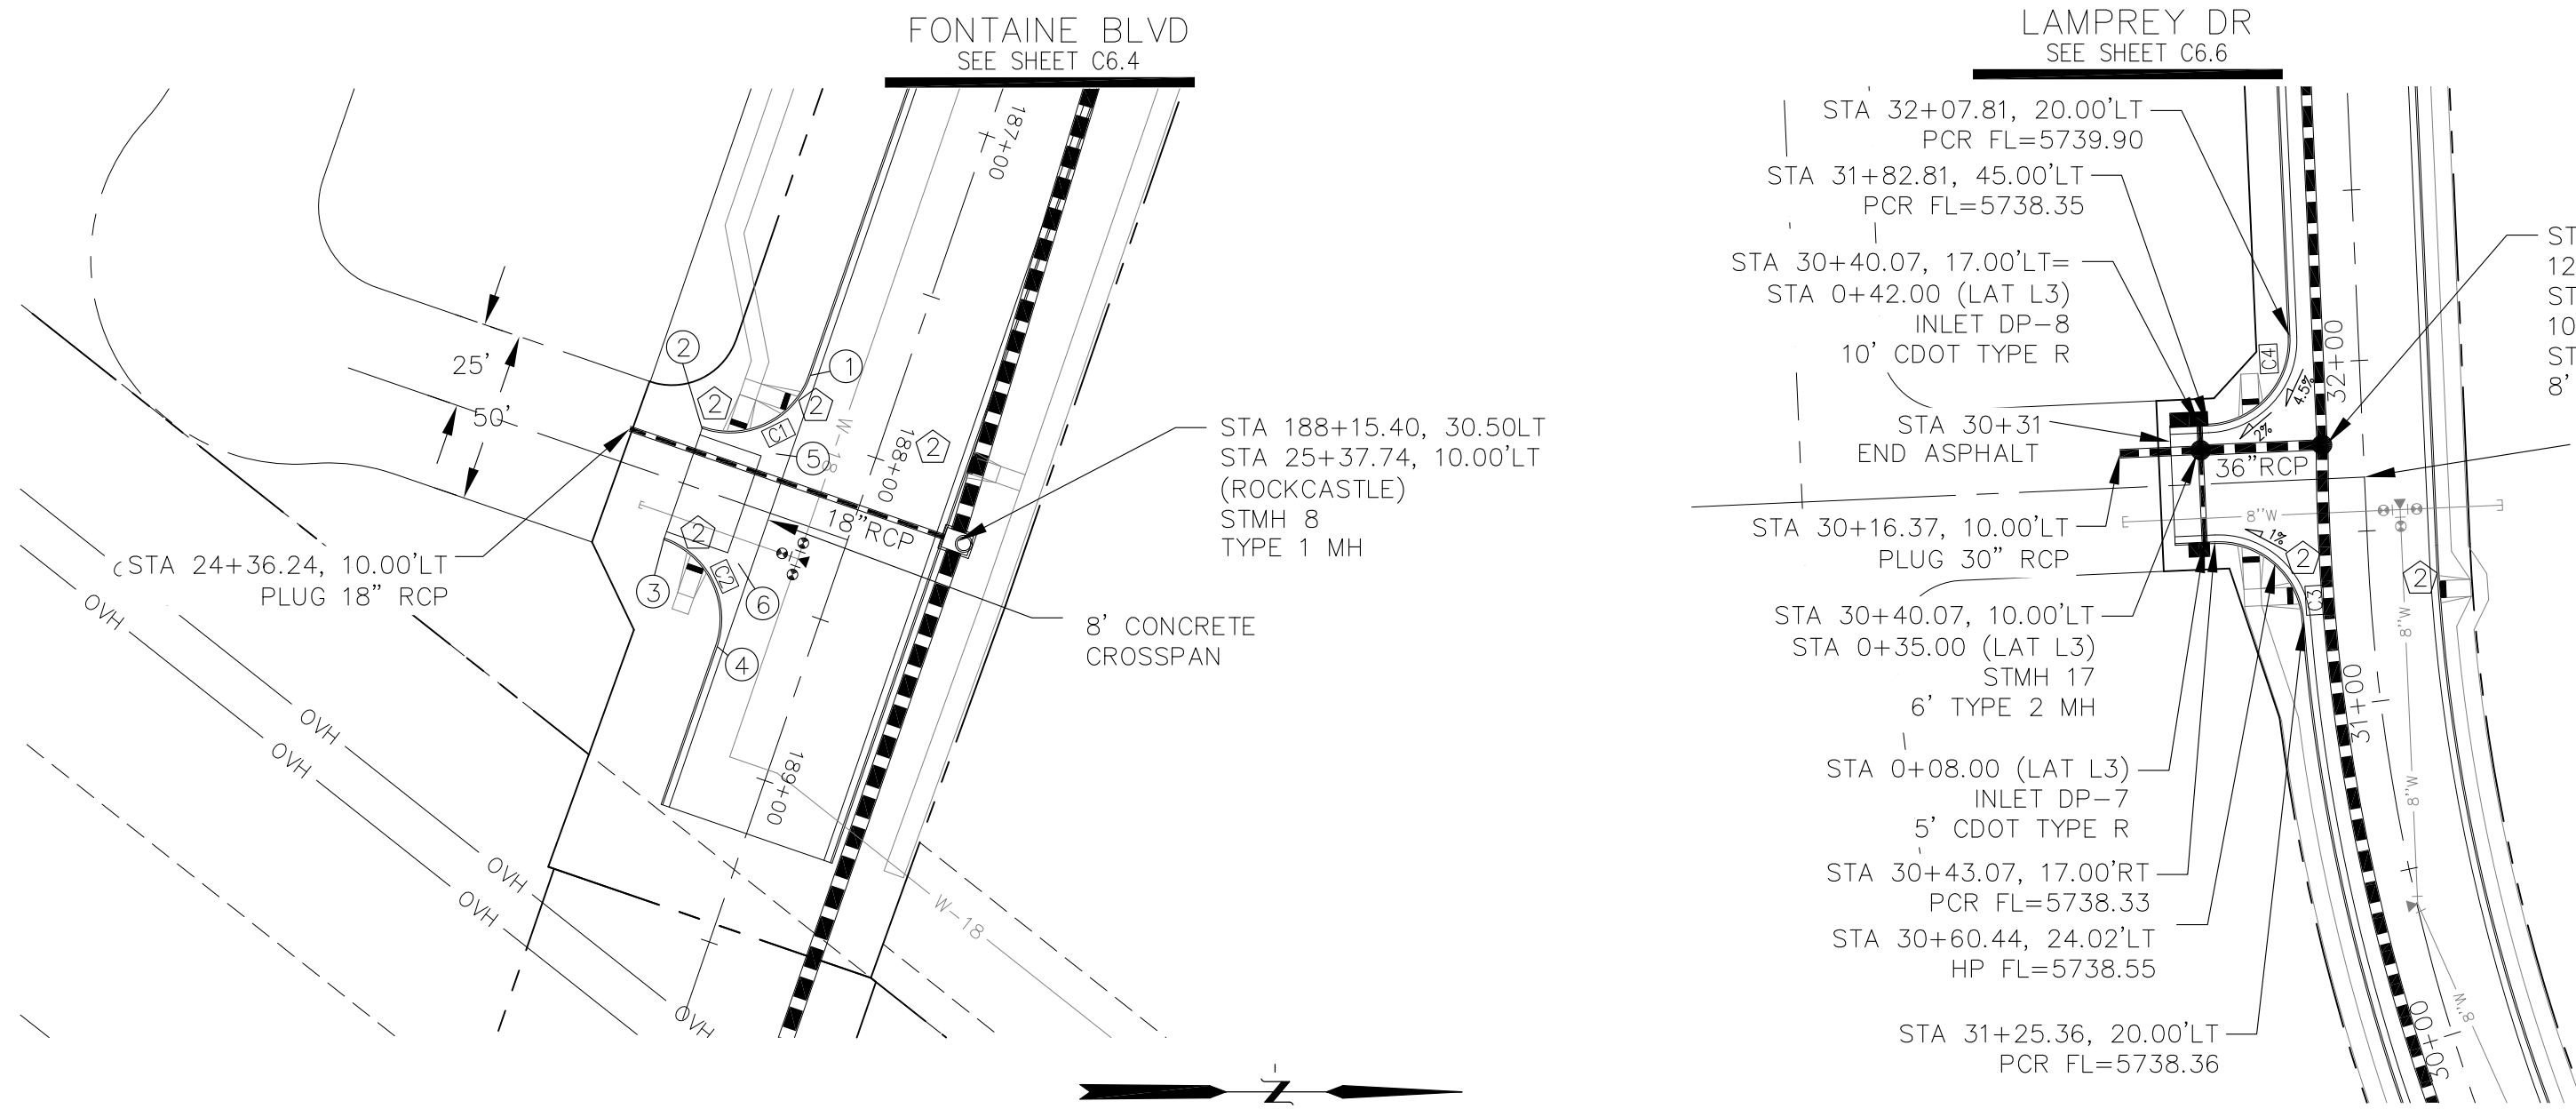 FONTAINE BLVD
SEE SHEET C6.4
187+00
25'
50'
2
1
2
2
C1
5
W-18
188+00
2
18"RCP
STA 188+15.40, 30.50LT
STA 25+37.74, 10.00'LT
(ROCKCASTLE)
STMH 8
TYPE 1 MH
STA 24+36.24, 10.00'LT
PLUG 18" RCP
2
3
C2
6
4
8' CONCRETE
CROSSPAN
189+00
W-18
OVH
OVH
OVH
OVH
OVH
OVH
N
LAMPREY DR
SEE SHEET C6.6
STA 32+07.81, 20.00'LT
PCR FL=5739.90
STA 31+82.81, 45.00'LT
PCR FL=5738.35
STA 30+40.07, 17.00'LT=
STA 0+42.00 (LAT L3)
INLET DP-8
10' CDOT TYPE R
STA 30+31
END ASPHALT
STA 30+16.37, 10.00'LT
PLUG 30" RCP
STA 30+40.07, 10.00'LT
STA 0+35.00 (LAT L3)
STMH 17
6' TYPE 2 MH
STA 0+08.00 (LAT L3)
INLET DP-7
5' CDOT TYPE R
STA 30+43.07, 17.00'RT
PCR FL=5738.33
STA 30+60.44, 24.02'LT
HP FL=5738.55
STA 31+25.36, 20.00'LT
PCR FL=5738.36
C4
4.5%
2%
32+00
36"RCP
8"W
1%
2
C3
2
8"W
31+00
8"W
8"W
30+00
ST
12
ST
10
ST
8'